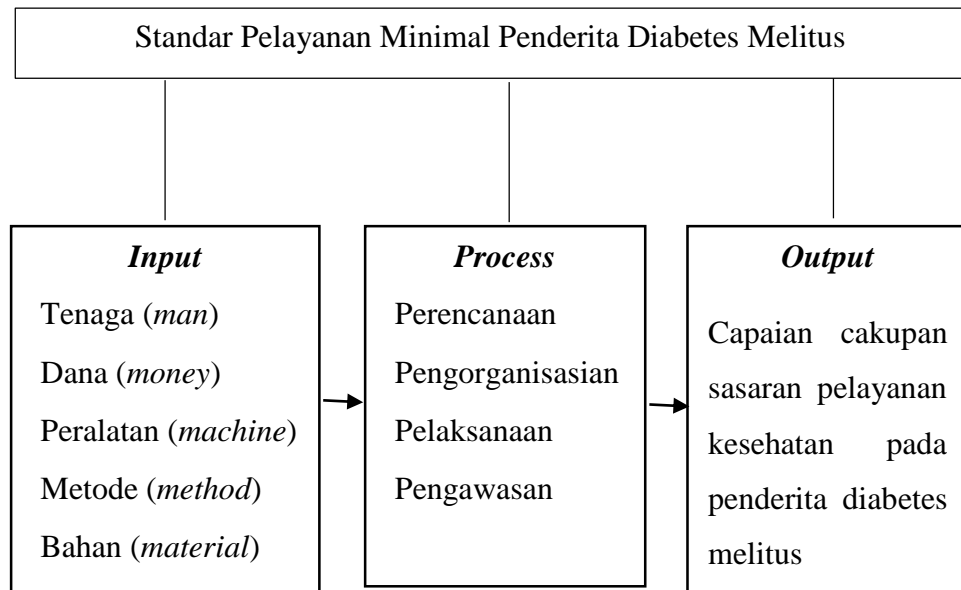 Standar Pelayanan Minimal Penderita Diabetes Melitus
Input
Tenaga (man)
Dana (money)
Peralatan (machine)
Metode (method)
Bahan (material)
Process
Perencanaan
Pengorganisasian
Pelaksanaan
Pengawasan
Output
Capaian cakupan
sasaran pelayanan
kesehatan pada
penderita diabetes
melitus